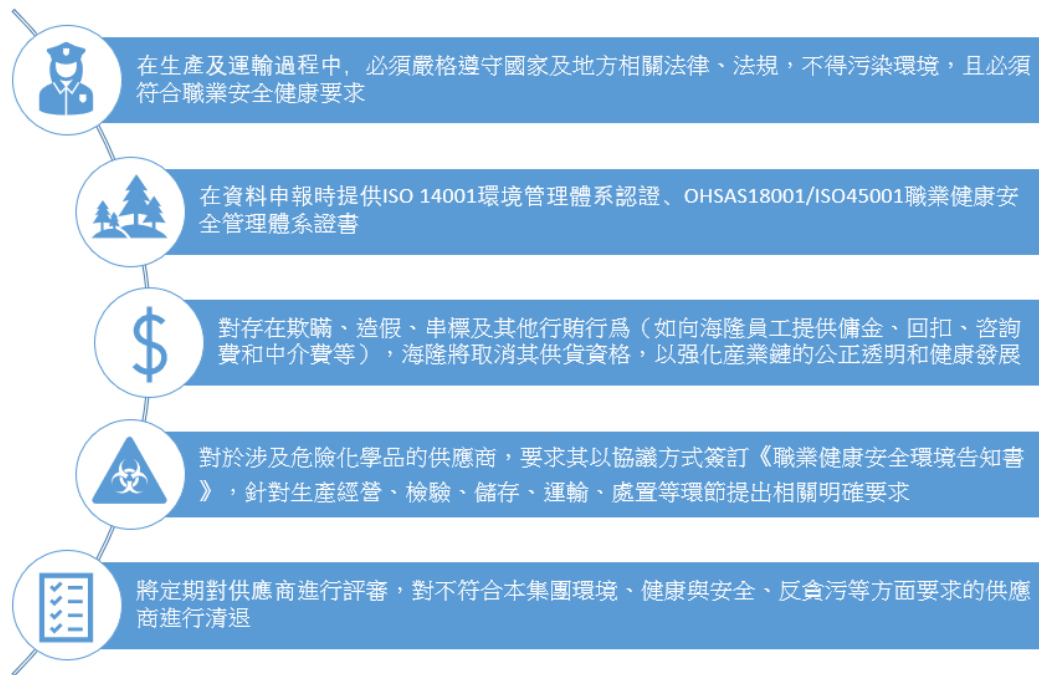 在生產及運輸過程中，必須嚴格遵守國家及地方相關法律、法規，不得污染環境，且必須
符合職業安全健康要求
在資料申報時提供ISO 14001環境管理體系認證、OHSAS18001/ISO45001職業健康安
全管理體系證書
對存在欺瞞、造假、串標及其他行賄行爲（如向海隆員工提供傭金、回扣、咨詢
費和中介費等），海隆將取消其供貨資格，以强化産業鏈的公正透明和健康發展
對於涉及危險化學品的供應商，要求其以協議方式簽訂《職業健康安全環境告知書
》，針對生產經營、檢驗、儲存、運輸、處置等環節提出相關明確要求
將定期對供應商進行評審，對不符合本集團環境、健康與安全、反貪污等方面要求的供應
商進行清退